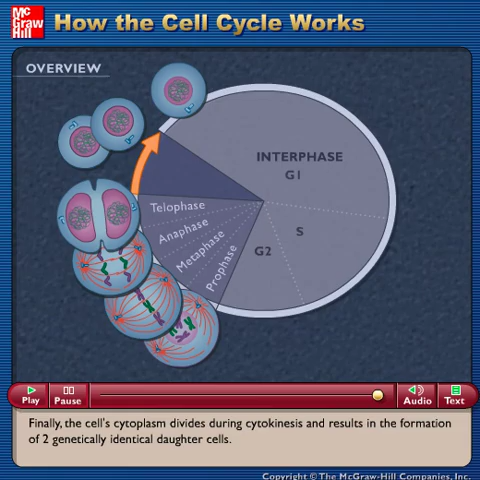 Mc
Graw
Hill
How the Cell Cycle Works
OVERVIEW
INTERPHASE
G1
S
G2
Telophase
Anaphase
Metaphase
Prophase
Play
Pause
Audio
Text
Finally, the cell's cytoplasm divides during cytokinesis and results in the formation
of 2 genetically identical daughter cells.
Copyright © The McGraw-Hill Companies, Inc.